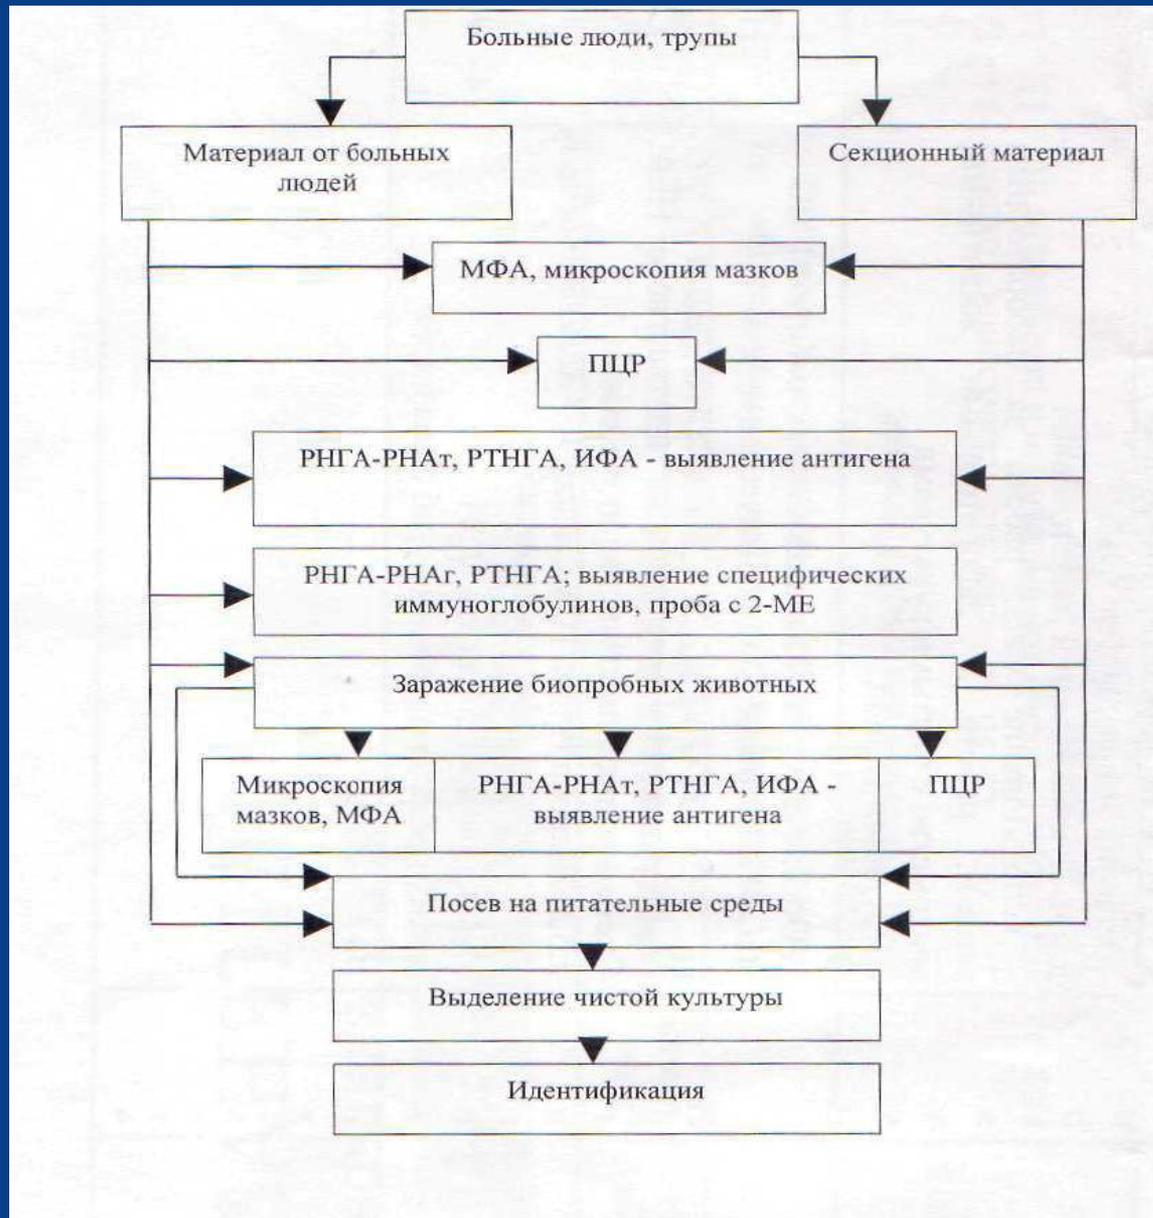 Больные люди, трупы
Материал от больных
людей
Секционный материал
МФА, микроскопия мазков
ПЦР
РНГА-РНАт, РТНГА, ИФА - выявление антигена
РНГА-РНАг, РТНГА; выявление специфических
иммуноглобулинов, проба с 2-МЕ
Заражение биопробных животных
Микроскопия
мазков, МФА
РНГА-РНАт, РТНГА, ИФА -
выявление антигена
ПЦР
Посев на питательные среды
Выделение чистой культуры
Идентификация